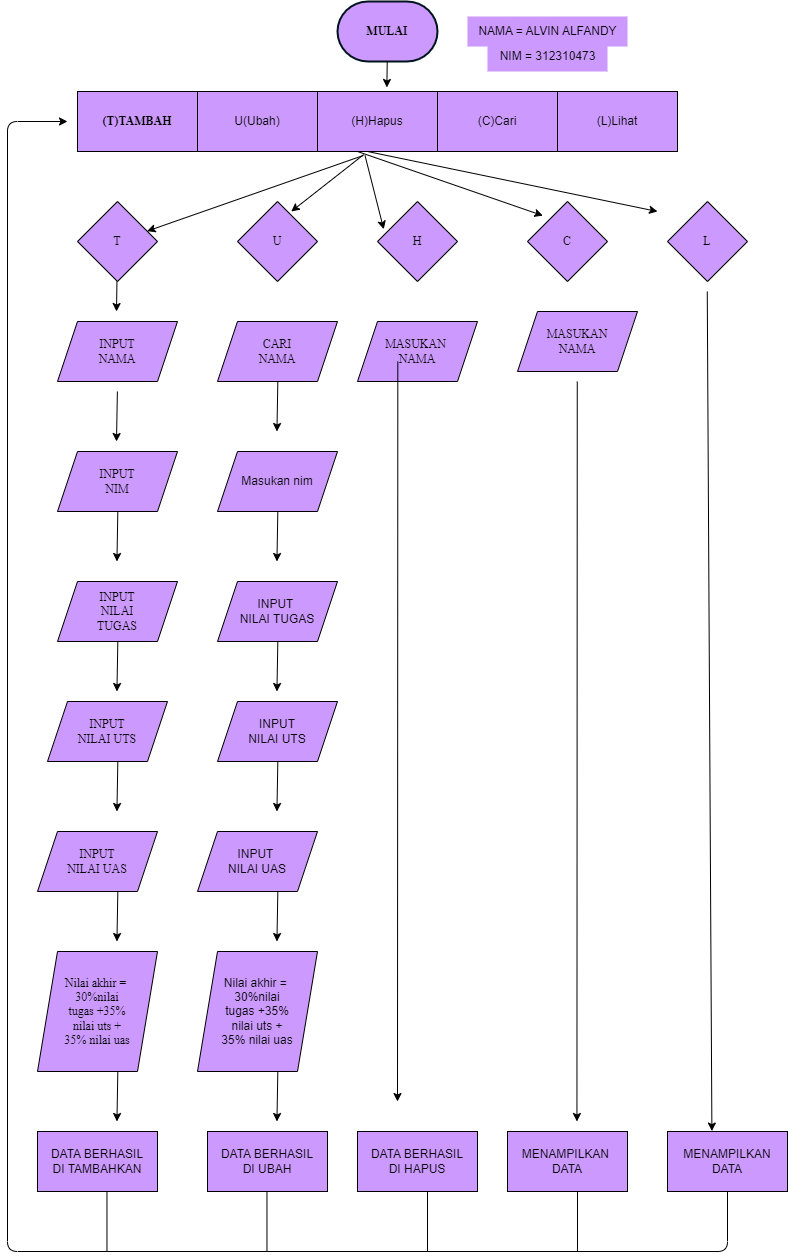 MULAI
NAMA = ALVIN ALFANDY
NIM = 312310473
(T)TAMBAH
U(Ubah)
(H)Hapus
(C)Cari
(L)Lihat
T
U
H
C
L
INPUT
NAMA
CARI
NAMA
MASUKAN
NAMA
MASUKAN
NAMA
INPUT
NIM
Masukan nim
INPUT
NILAI
TUGAS
INPUT
NILAI TUGAS
INPUT
NILAI UTS
INPUT
NILAI UTS
INPUT
NILAI UAS
INPUT
NILAI UAS
Nilai akhir =
30%nilai
tugas +35%
nilai uts +
35% nilai uas
Nilai akhir =
30%nilai
tugas +35%
nilai uts +
35% nilai uas
DATA BERHASIL
DI TAMBAHKAN
DATA BERHASIL
DI UBAH
DATA BERHASIL
DI HAPUS
MENAMPILKAN
DATA
MENAMPILKAN
DATA